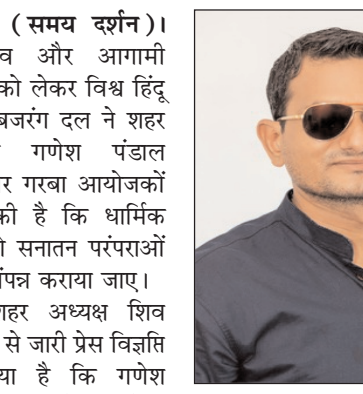 ( समय दर्शन )।
व और आगामी
को लेकर विश्व हिंदू
बजरंग दल ने शहर
गणेश पंडाल
र गरबा आयोजकों
की है कि धार्मिक
सनातन परंपराओं
संपन्न कराया जाए।
शहर अध्यक्ष शिव
से जारी प्रेस विज्ञप्ति
या है कि गणेश